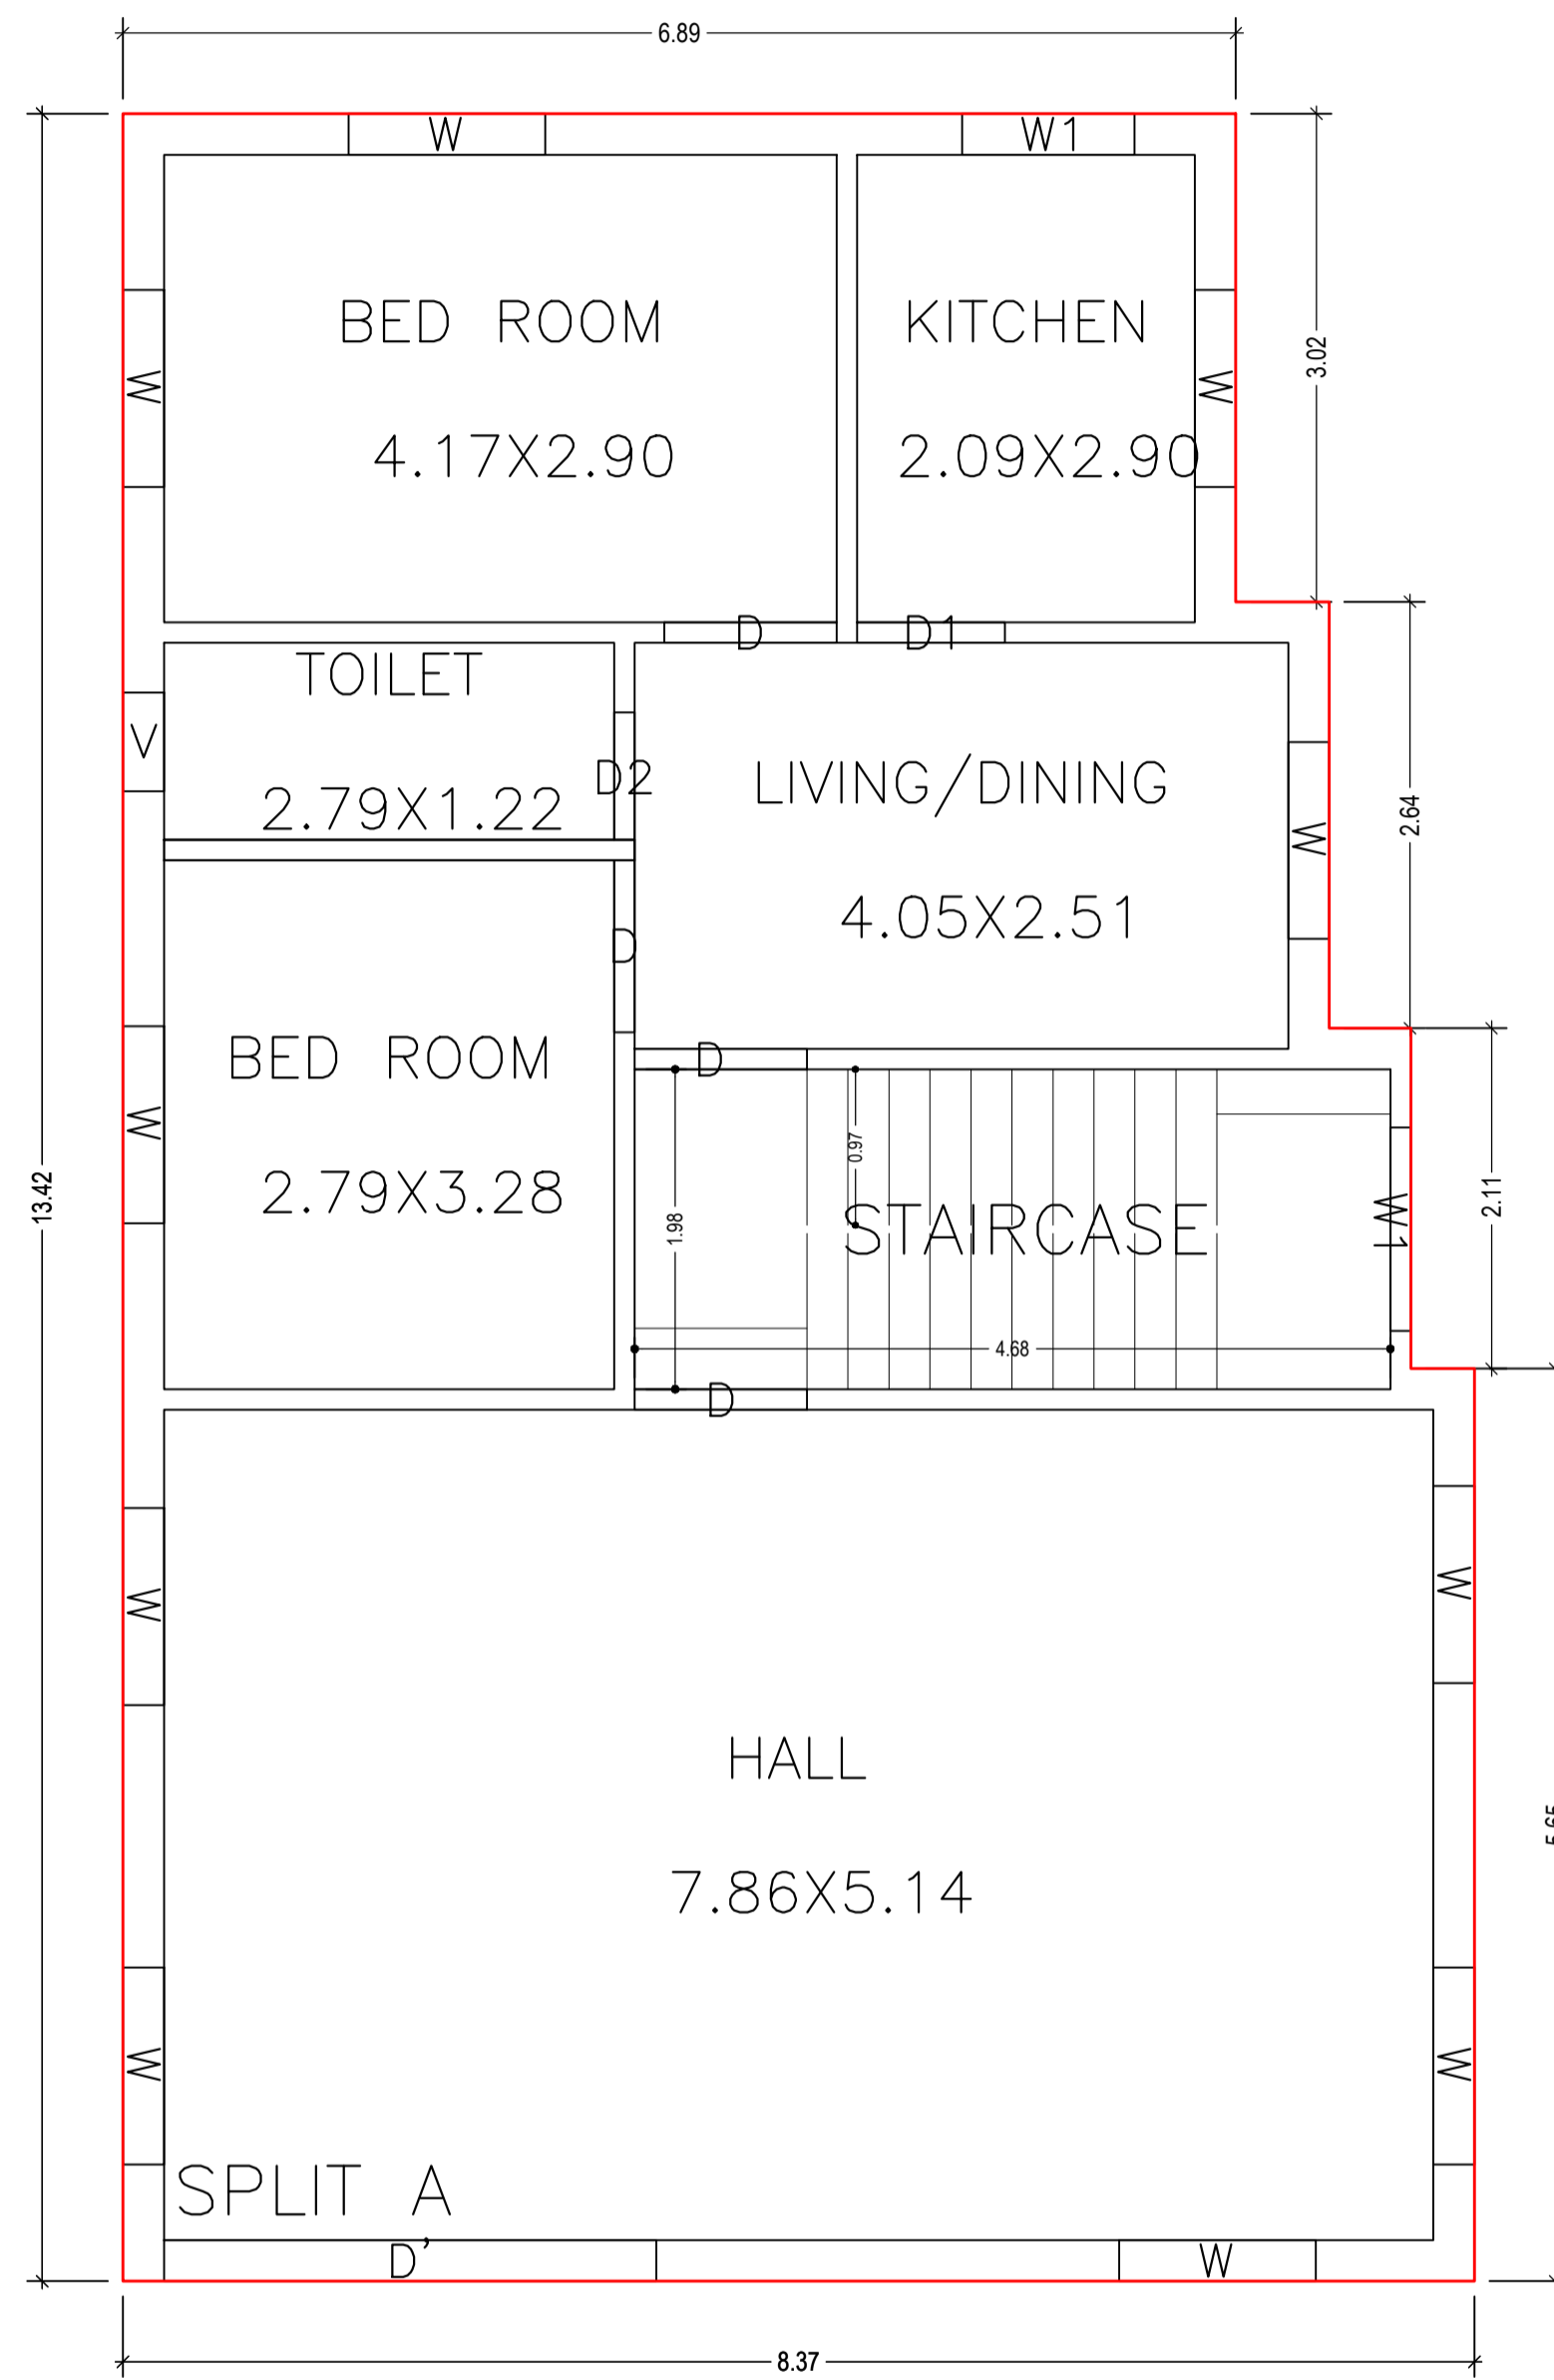 6.89
W
W1
BED ROOM
KITCHEN
W
W
3.02
4.17X2.90
2.09X2.90
D
D1
TOILET
V
D2
LIVING/DINING
2.64
2.79X1.22
W
4.05X2.51
D
BED ROOM
D
W
0.97
13.42
2.79X3.28
1.98
STAIRCASE
W1
2.11
4.68
D
W
W
HALL
5.65
7.86X5.14
W
W
SPLIT A
D'
W
8.37